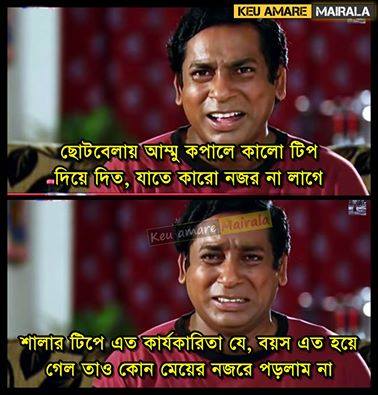 KEU AMARE MAIRALA
ছোটবেলায় আম্মু কপালে কালো টিপ
দিয়ে দিত, যাতে কারো নজর না লাগে
Keu amare Mairala
শালার টিপে এত কার্যকারিতা যে, বয়স এত হয়ে
গেল তাও কোন মেয়ের নজরে পড়লাম না